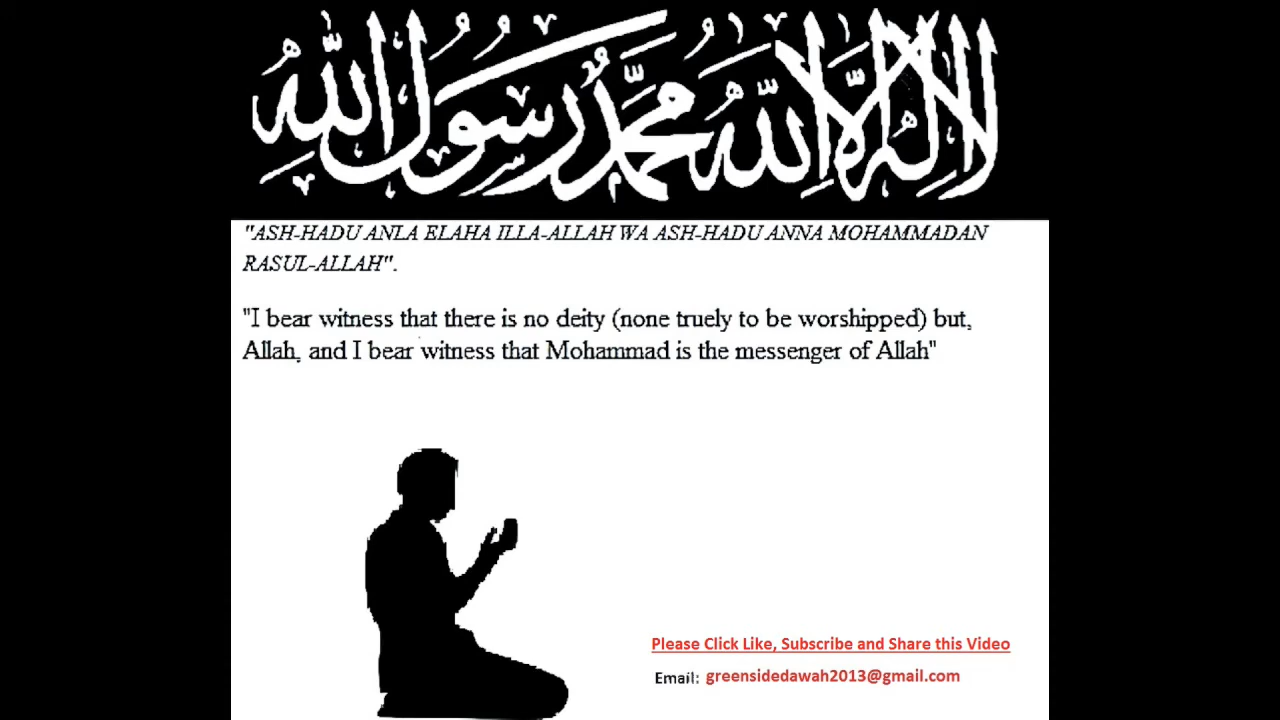 لا إله إلا الله محمد رسول الله
"ASH-HADU ANLA ELAHA ILLA-ALLAH WA ASH-HADU ANNA MOHAMMADAN
RASUL-ALLAH".
"I bear witness that there is no deity (none truely to be worshipped) but,
Allah, and I bear witness that Mohammad is the messenger of Allah"
Please Click Like, Subscribe and Share this Video
Email: greensidedawah2013@gmail.com